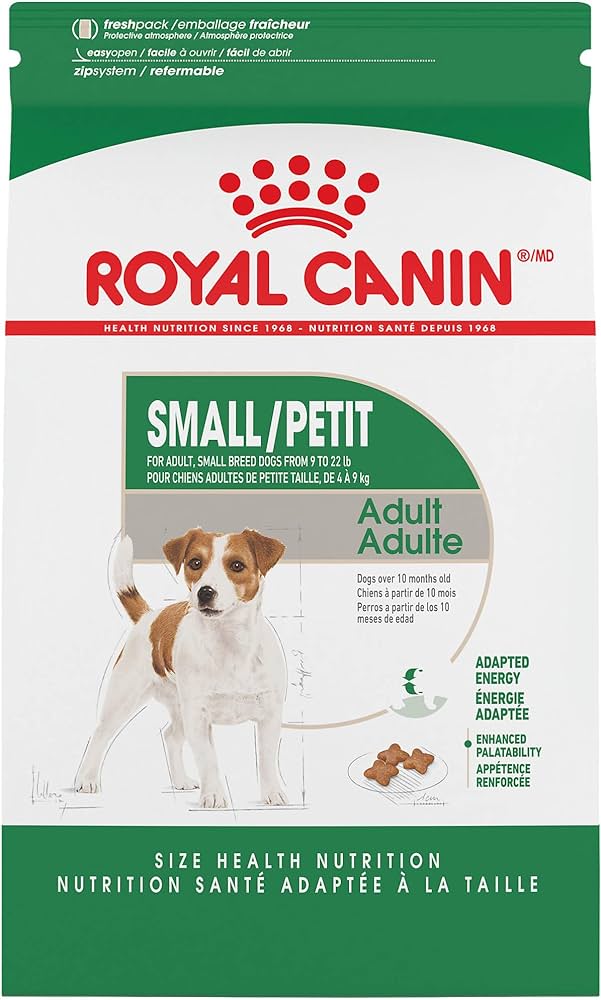 freshpack / emballage fraîcheur
Protective atmosphere / Atmosphère protectrice
easyopen / facile à ouvrir / fácil de abrir
zipsystem / refermable
ROYAL CANIN ®/MD
HEALTH NUTRITION SINCE 1968 - NUTRITION SANTÉ DEPUIS 1968
SMALL/PETIT
FOR ADULT, SMALL BREED DOGS FROM 9 TO 22 lb
POUR CHIENS ADULTES DE PETITE TAILLE, DE 4 À 9 kg
Adult
Adulte
Dogs over 10 months old
Chiens à partir de 10 mois
Perros a partir de los 10
meses de edad
ADAPTED
ENERGY
ÉNERGIE
ADAPTÉE
ENHANCED
PALATABILITY
APPÉTENCE
RENFORCÉE
1cm
SIZE HEALTH NUTRITION
NUTRITION SANTÉ ADAPTÉE À LA TAILLE